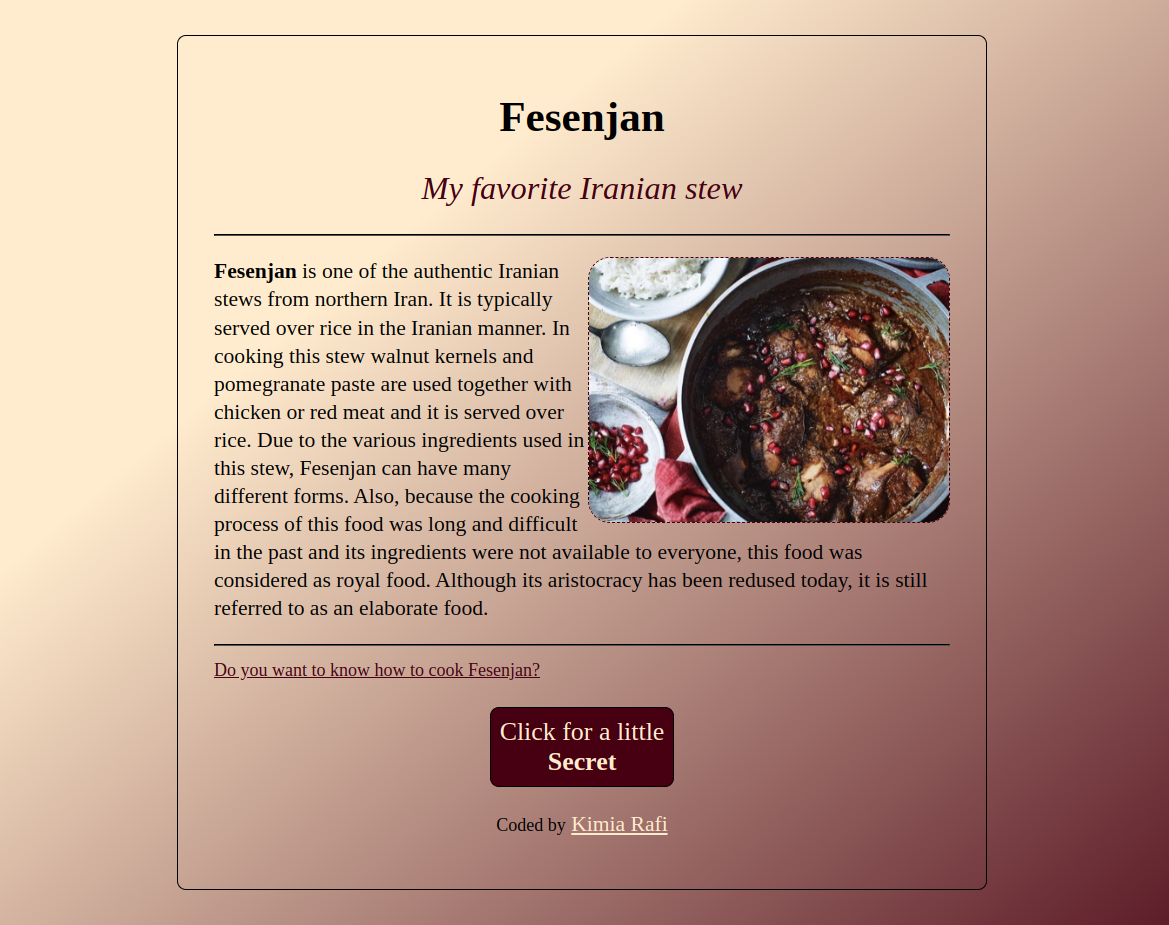 Fesenjan
My favorite Iranian stew
Fesenjan is one of the authentic Iranian
stews from northern Iran. It is typically
served over rice in the Iranian manner. In
cooking this stew walnut kernels and
pomegranate paste are used together with
chicken or red meat and it is served over
rice. Due to the various ingredients used in
this stew, Fesenjan can have many
different forms. Also, because the cooking
process of this food was long and difficult
in the past and its ingredients were not available to everyone, this food was
considered as royal food. Although its aristocracy has been redused today, it is still
referred to as an elaborate food.
Do you want to know how to cook Fesenjan?
Click for a little
Secret
Coded by Kimia Rafi